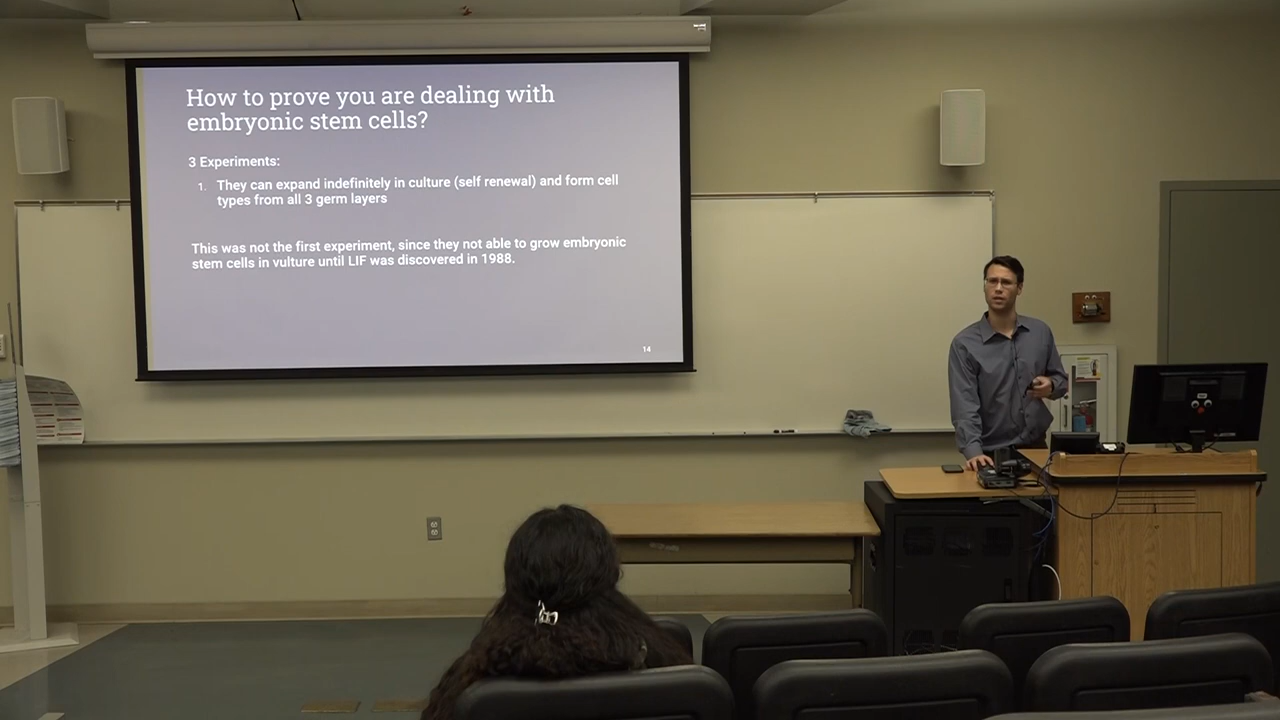 How to prove you are dealing with
embryonic stem cells?
3 Experiments:
1. They can expand indefinitely in culture (self renewal) and form cell
types from all 3 germ layers
This was not the first experiment, since they not able to grow embryonic
stem cells in vulture until LIF was discovered in 1988.
14